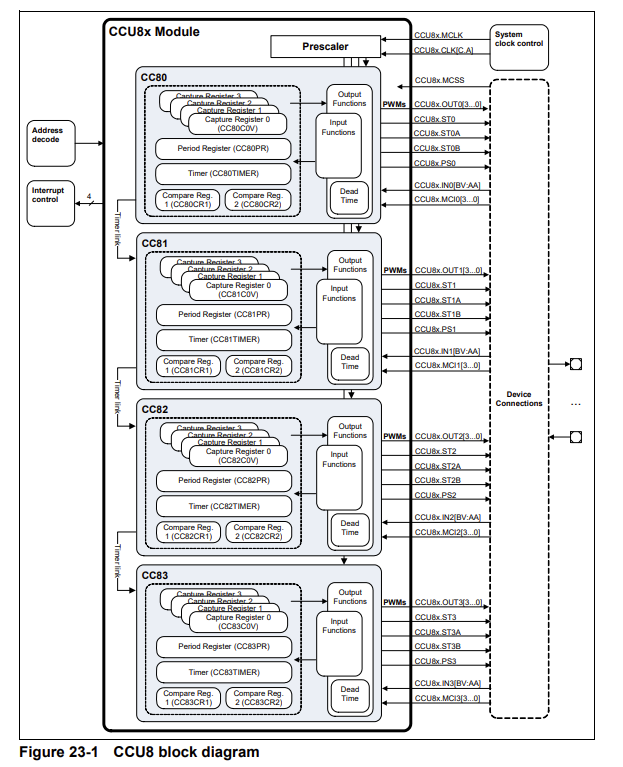 CCU8x Module
Prescaler
CCU8x.MCLK
CCU8x.CLK[C.A]
System
clock control
CCU8x.MCSS
Address
decode
Interrupt
control
4
CC80
Capture Register 3
Capture Register 2
Capture Register 1
Capture Register 0
(CC80C0V)
Period Register (CC80PR)
Timer (CC80TIMER)
Compare Reg.
1 (CC80CR1)
Compare Reg.
2 (CC80CR2)
Output
Functions
Input
Functions
Dead
Time
PWMs
CCU8x.OUT0[3...0]
CCU8x.ST0
CCU8x.ST0A
CCU8x.ST0B
CCU8x.PS0
CCU8x.IN0[BV:AA]
CCU8x.MCI0[3...0]
Timer link
CC81
Capture Register 3
Capture Register 2
Capture Register 1
Capture Register 0
(CC81C0V)
Period Register (CC81PR)
Timer (CC81TIMER)
Compare Reg.
1 (CC81CR1)
Compare Reg.
2 (CC81CR2)
Output
Functions
Input
Functions
Dead
Time
PWMs
CCU8x.OUT1[3...0]
CCU8x.ST1
CCU8x.ST1A
CCU8x.ST1B
CCU8x.PS1
CCU8x.IN1[BV:AA]
CCU8x.MCI1[3...0]
Timer link
Device
Connections
...
CC82
Capture Register 3
Capture Register 2
Capture Register 1
Capture Register 0
(CC82C0V)
Period Register (CC82PR)
Timer (CC82TIMER)
Compare Reg.
1 (CC82CR1)
Compare Reg.
2 (CC82CR2)
Output
Functions
Input
Functions
Dead
Time
PWMs
CCU8x.OUT2[3...0]
CCU8x.ST2
CCU8x.ST2A
CCU8x.ST2B
CCU8x.PS2
CCU8x.IN2[BV:AA]
CCU8x.MCI2[3...0]
Timer link
CC83
Capture Register 3
Capture Register 2
Capture Register 1
Capture Register 0
(CC83C0V)
Period Register (CC83PR)
Timer (CC83TIMER)
Compare Reg.
1 (CC83CR1)
Compare Reg.
2 (CC83CR2)
Output
Functions
Input
Functions
Dead
Time
PWMs
CCU8x.OUT3[3...0]
CCU8x.ST3
CCU8x.ST3A
CCU8x.ST3B
CCU8x.PS3
CCU8x.IN3[BV:AA]
CCU8x.MCI3[3...0]
Figure 23-1 CCU8 block diagram